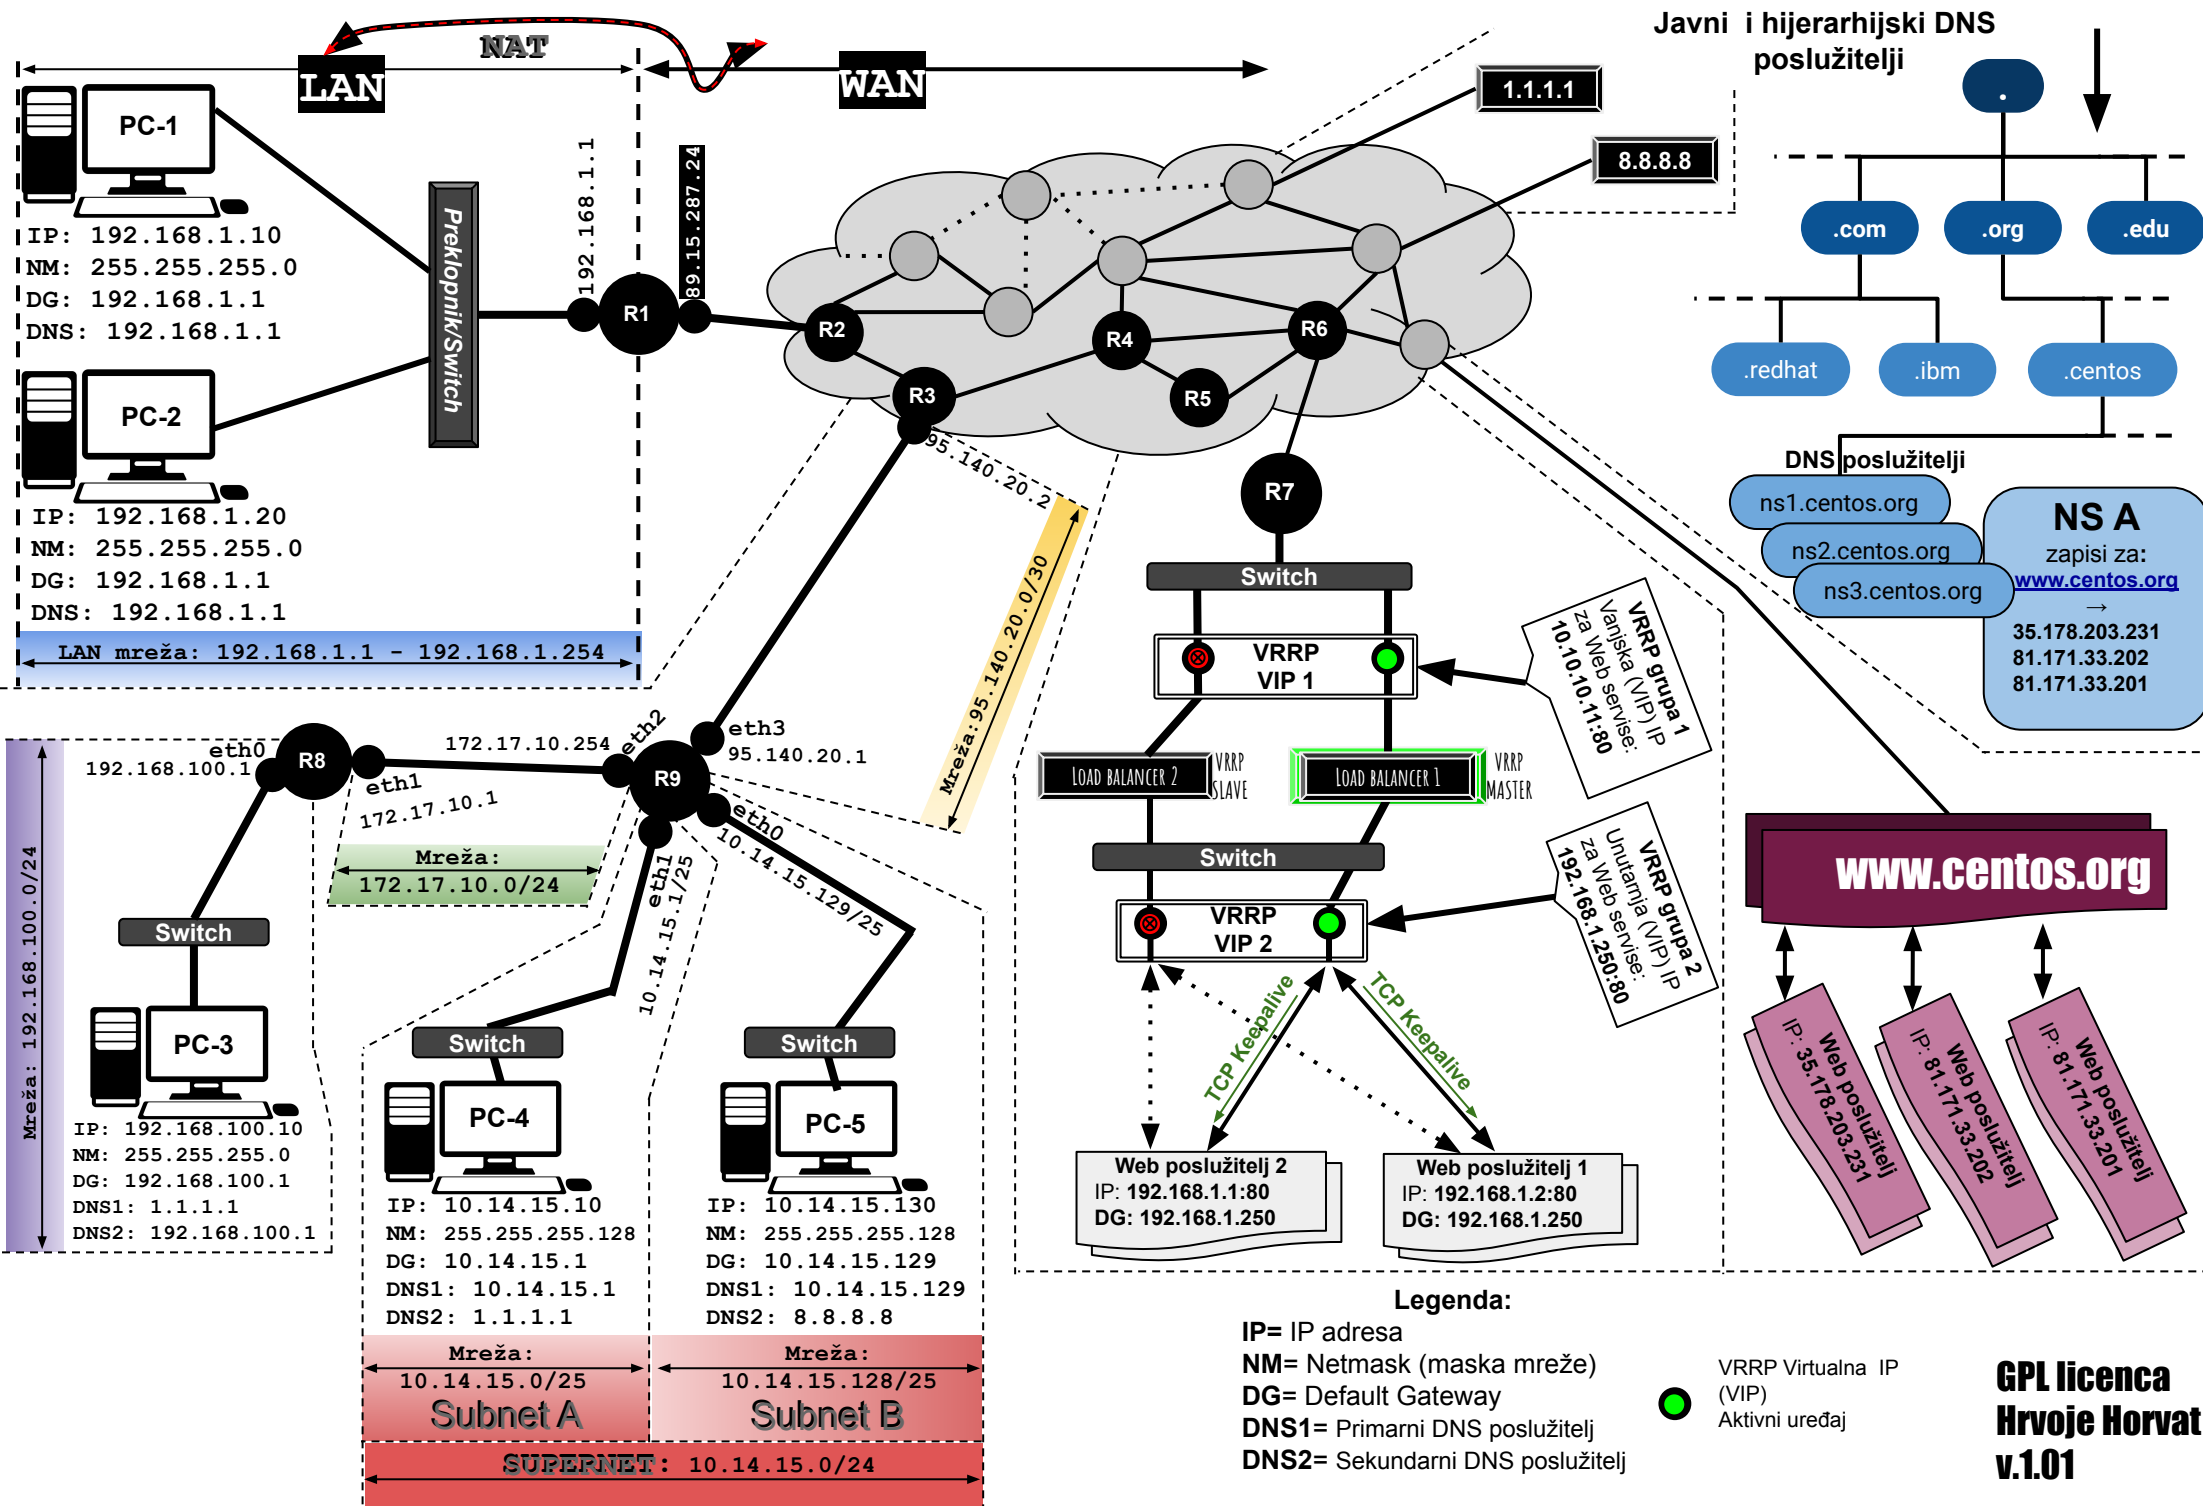 Javni  i hijerarhijski DNS
poslužitelji
NAT
LAN
WAN
1.1.1.1
8.8.8.8
.
.com
.org
.edu
.redhat
.ibm
.centos
DNS poslužitelji
ns1.centos.org
ns2.centos.org
ns3.centos.org
NS A
zapisi za:
www.centos.org
→
35.178.203.231
81.171.33.202
81.171.33.201
PC-1
IP: 192.168.1.10
NM: 255.255.255.0
DG: 192.168.1.1
DNS: 192.168.1.1
PC-2
IP: 192.168.1.20
NM: 255.255.255.0
DG: 192.168.1.1
DNS: 192.168.1.1
Preklopnik/Switch
192.168.1.1
R1
89.15.287.24
LAN mreža: 192.168.1.1 - 192.168.1.254
R2
R3
R4
R5
R6
R7
95.140.20.2
Mreža:95.140.20.0/30
Switch
VRRP
VIP 1
VRRP grupa 1
Vanjska (VIP) IP
za Web servise:
10.10.10.11:80
LOAD BALANCER 2
VRRP
SLAVE
LOAD BALANCER 1
VRRP
MASTER
Switch
VRRP
VIP 2
VRRP grupa 2
Unutarnja (VIP) IP
za Web servise:
192.168.1.250:80
TCP Keepalive
TCP Keepalive
Web poslužitelj 2
IP: 192.168.1.1:80
DG: 192.168.1.250
Web poslužitelj 1
IP: 192.168.1.2:80
DG: 192.168.1.250
www.centos.org
Web poslužitelj
IP: 35.178.203.231
Web poslužitelj
IP: 81.171.33.202
Web poslužitelj
IP: 81.171.33.201
eth0
192.168.100.1
R8
eth1
172.17.10.1
172.17.10.254
eth2
R9
eth3
95.140.20.1
eth0
10.14.15.129/25
eth1
10.14.15.1/25
Mreža:
172.17.10.0/24
Mreža: 192.168.100.0/24
Switch
PC-3
IP: 192.168.100.10
NM: 255.255.255.0
DG: 192.168.100.1
DNS1: 1.1.1.1
DNS2: 192.168.100.1
Switch
PC-4
IP: 10.14.15.10
NM: 255.255.255.128
DG: 10.14.15.1
DNS1: 10.14.15.1
DNS2: 1.1.1.1
Switch
PC-5
IP: 10.14.15.130
NM: 255.255.255.128
DG: 10.14.15.129
DNS1: 10.14.15.129
DNS2: 8.8.8.8
Mreža:
10.14.15.0/25
Subnet A
Mreža:
10.14.15.128/25
Subnet B
SUPERNET: 10.14.15.0/24
Legenda:
IP= IP adresa
NM= Netmask (maska mreže)
DG= Default Gateway
DNS1= Primarni DNS poslužitelj
DNS2= Sekundarni DNS poslužitelj
VRRP Virtualna  IP
(VIP)
Aktivni uređaj
GPL licenca
Hrvoje Horvat
v.1.01